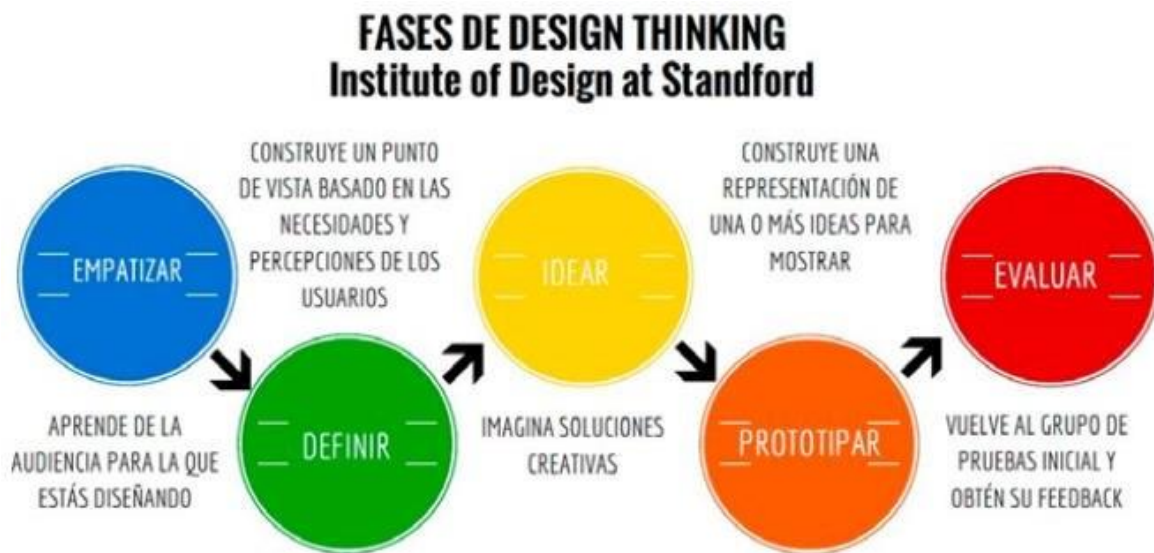 FASES DE DESIGN THINKING
Institute of Design at Standford
EMPATIZAR
APRENDE DE LA
AUDIENCIA PARA LA QUE
ESTÁS DISEÑANDO
CONSTRUYE UN PUNTO
DE VISTA BASADO EN LAS
NECESIDADES Y
PERCEPCIONES DE LOS
USUARIOS
DEFINIR
IDEAR
IMAGINA SOLUCIONES
CREATIVAS
CONSTRUYE UNA
REPRESENTACIÓN DE
UNA O MÁS IDEAS PARA
MOSTRAR
PROTOTIPAR
EVALUAR
VUELVE AL GRUPO DE
PRUEBAS INICIAL Y
OBTÉN SU FEEDBACK